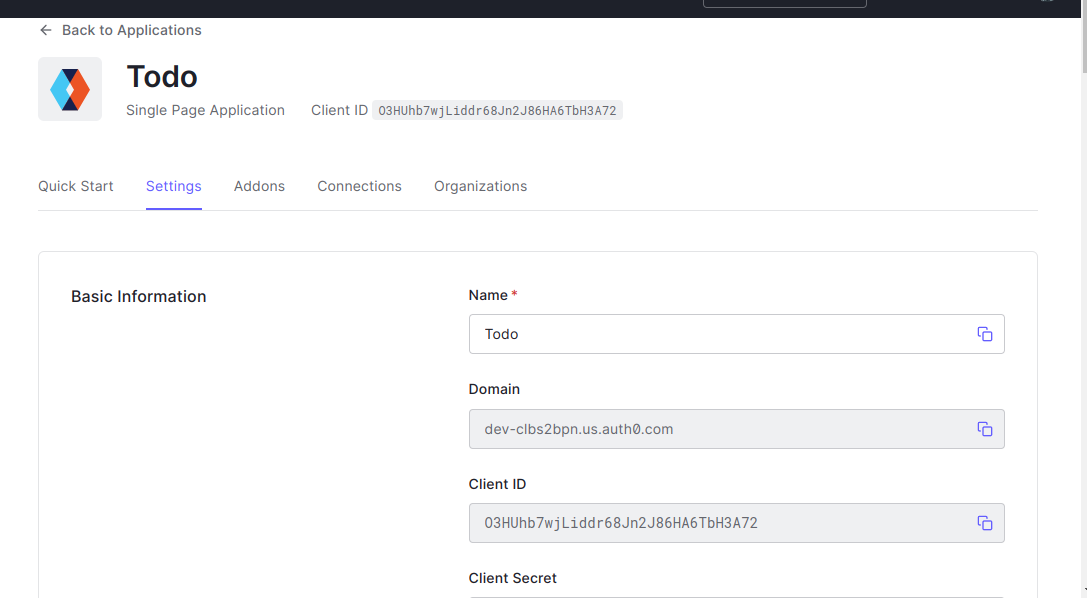 Back to Applications
Todo
Single Page Application Client ID O3HUhb7wjLiddr68Jn2J86HA6TbH3A72
Quick Start Settings Addons Connections Organizations
Basic Information
Name *
Todo
Domain
dev-clbs2bpn.us.auth0.com
Client ID
O3HUhb7wjLiddr68Jn2J86HA6TbH3A72
Client Secret